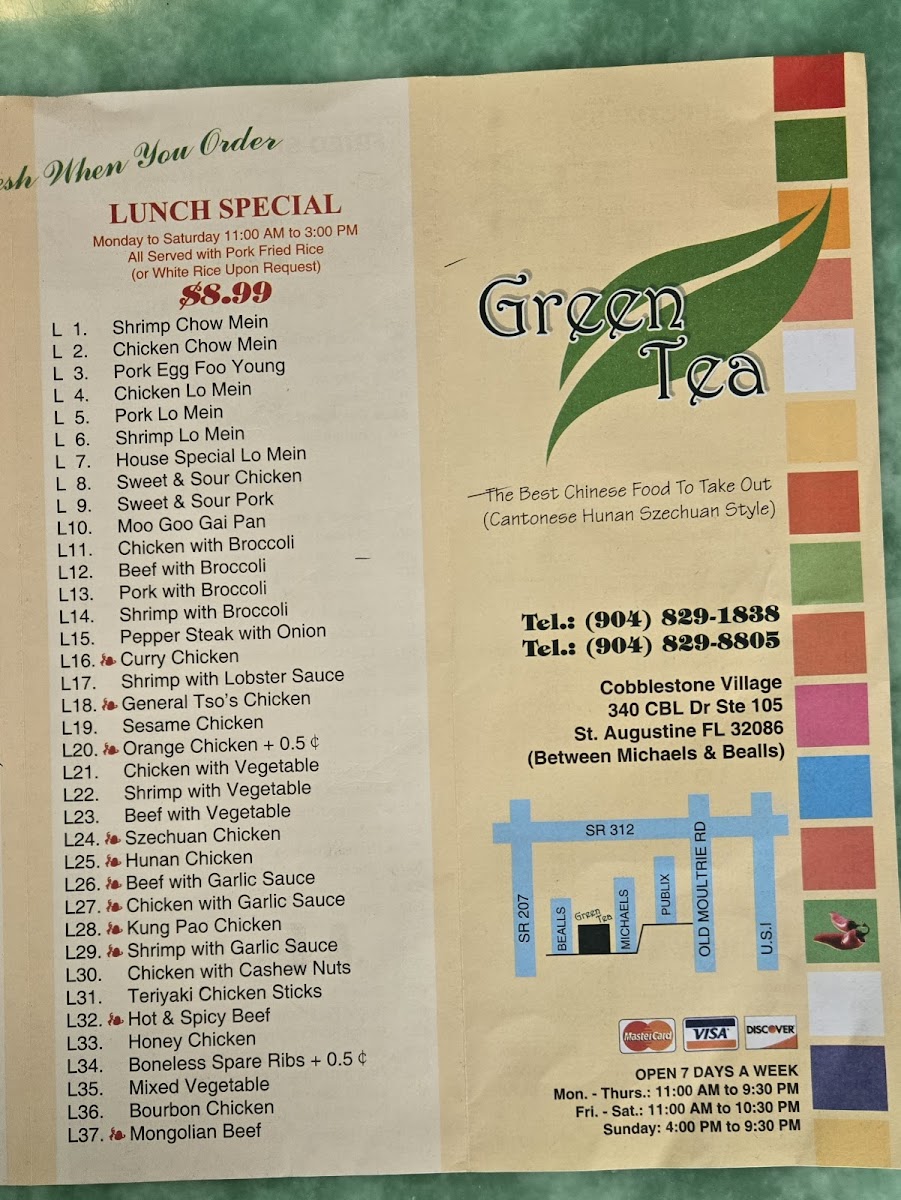 esh When You Order
LUNCH SPECIAL
Monday to Saturday 11:00 AM to 3:00 PM
All Served with Pork Fried Rice
(or White Rice Upon Request)
$8.99
L 1. Shrimp Chow Mein
L 2. Chicken Chow Mein
L 3. Pork Egg Foo Young
L 4. Chicken Lo Mein
L 5. Pork Lo Mein
L 6. Shrimp Lo Mein
L 7. House Special Lo Mein
L 8. Sweet & Sour Chicken
L 9. Sweet & Sour Pork
L10. Moo Goo Gai Pan
L11. Chicken with Broccoli
L12. Beef with Broccoli
L13. Pork with Broccoli
L14. Shrimp with Broccoli
L15. Pepper Steak with Onion
L16. Curry Chicken
L17. Shrimp with Lobster Sauce
L18. General Tso's Chicken
L19. Sesame Chicken
L20. Orange Chicken + 0.5 ¢
L21. Chicken with Vegetable
L22. Shrimp with Vegetable
L23. Beef with Vegetable
L24. Szechuan Chicken
L25. Hunan Chicken
L26. Beef with Garlic Sauce
L27. Chicken with Garlic Sauce
L28. Kung Pao Chicken
L29. Shrimp with Garlic Sauce
L30. Chicken with Cashew Nuts
L31. Teriyaki Chicken Sticks
L32. Hot & Spicy Beef
L33. Honey Chicken
L34. Boneless Spare Ribs + 0.5 ¢
L35. Mixed Vegetable
L36. Bourbon Chicken
L37. Mongolian Beef
Green
Tea
The Best Chinese Food To Take Out
(Cantonese Hunan Szechuan Style)
Tel.: (904) 829-1838
Tel.: (904) 829-8805
Cobblestone Village
340 CBL Dr Ste 105
St. Augustine FL 32086
(Between Michaels & Bealls)
SR 312
SR 207
BEALLS
Green Tea
MICHAELS
PUBLIX
OLD MOULTRIE RD
U.S.I
MasterCard
VISA
DISCOVER
OPEN 7 DAYS A WEEK
Mon. - Thurs.: 11:00 AM to 9:30 PM
Fri. - Sat.: 11:00 AM to 10:30 PM
Sunday: 4:00 PM to 9:30 PM